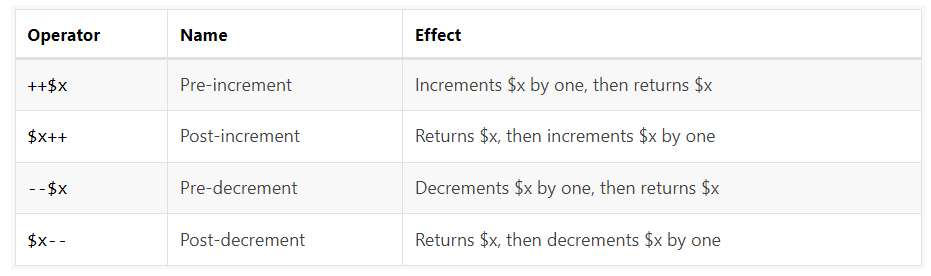 Operator Name Effect
++$x Pre-increment Increments $x by one, then returns $x
$x++ Post-increment Returns $x, then increments $x by one
--$x Pre-decrement Decrements $x by one, then returns $x
$x-- Post-decrement Returns $x, then decrements $x by one